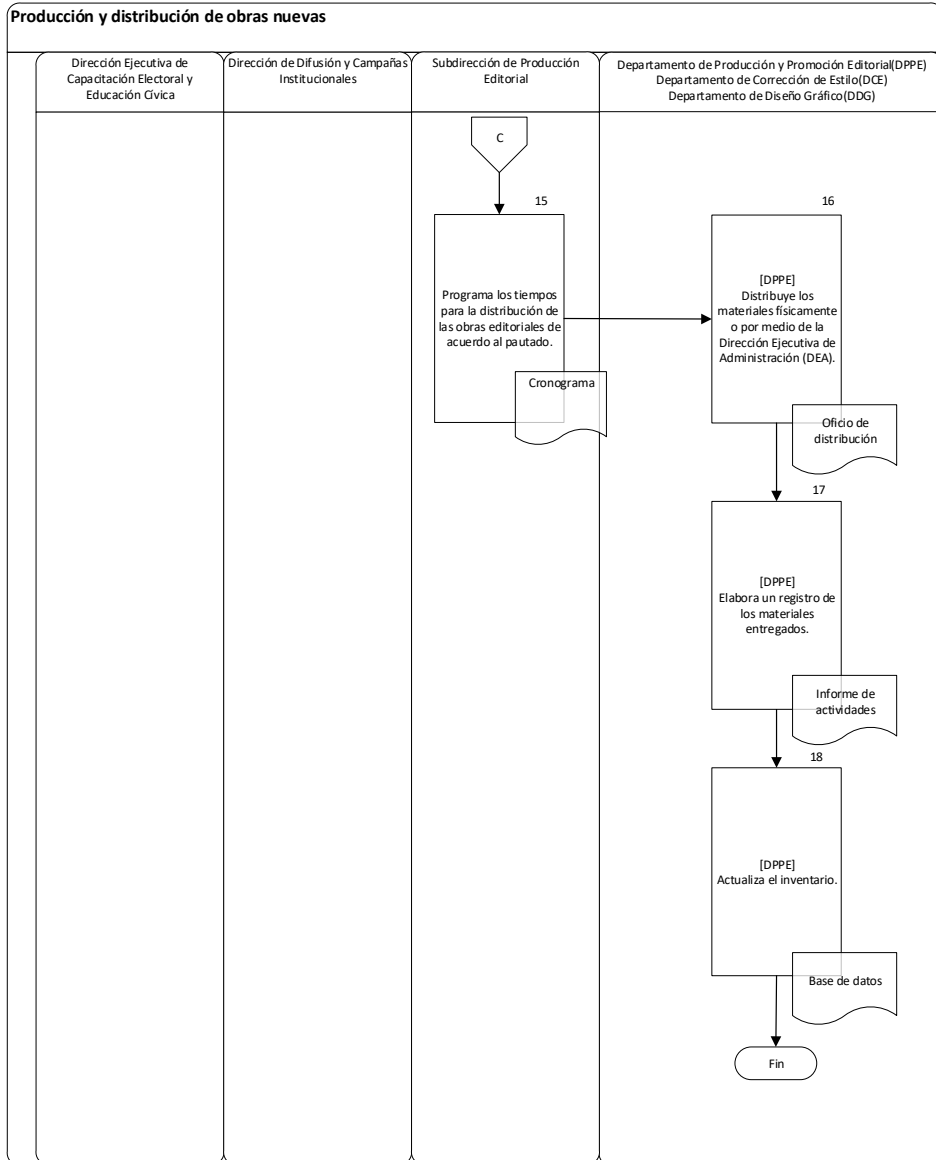 Producción y distribución de obras nuevas
Dirección Ejecutiva de
Capacitación Electoral y
Educación Cívica
Dirección de Difusión y Campañas
Institucionales
Subdirección de Producción
Editorial
Departamento de Producción y Promoción Editorial(DPPE)
Departamento de Corrección de Estilo(DCE)
Departamento de Diseño Gráfico(DDG)
C
15
Programa los tiempos
para la distribución de
las obras editoriales de
acuerdo al pautado.
Cronograma
16
[DPPE]
Distribuye los
materiales físicamente
o por medio de la
Dirección Ejecutiva de
Administración (DEA).
Oficio de
distribución
17
[DPPE]
Elabora un registro de
los materiales
entregados.
Informe de
actividades
18
[DPPE]
Actualiza el inventario.
Base de datos
Fin